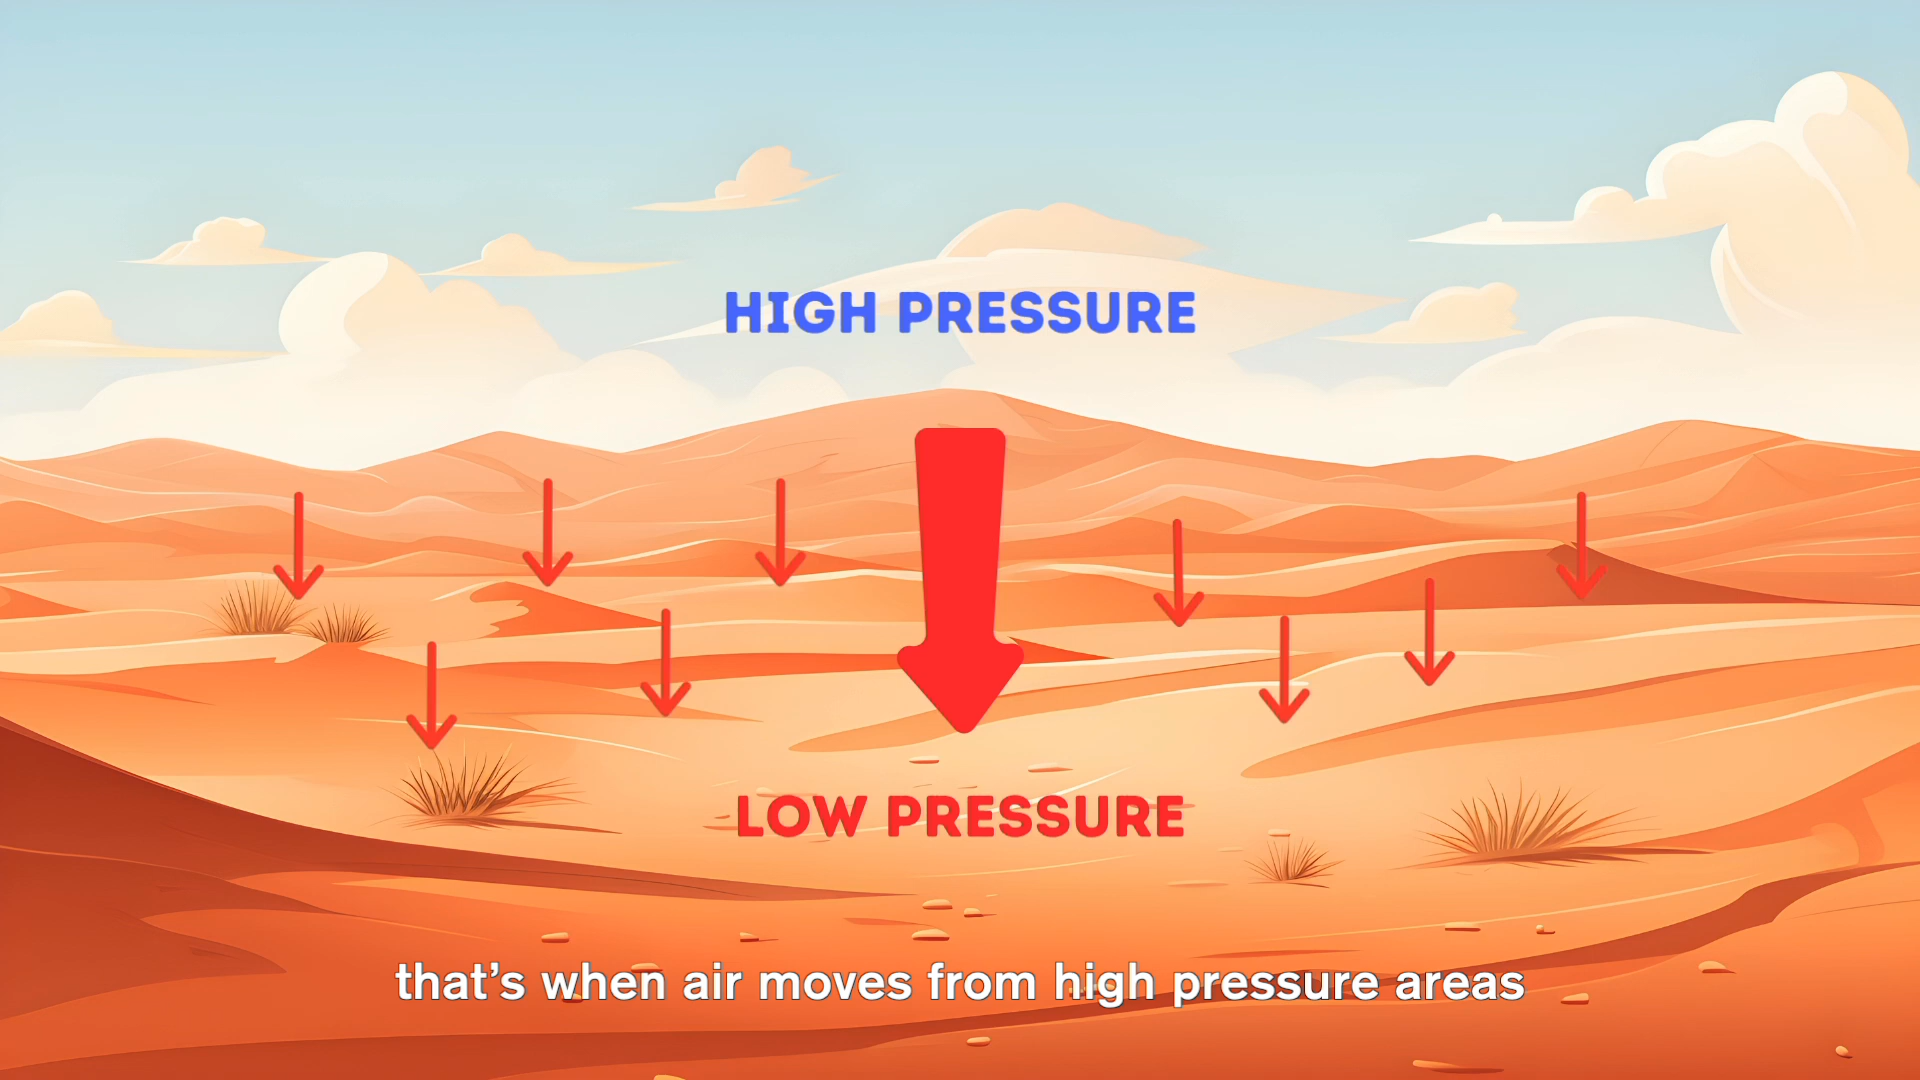 HIGH PRESSURE
LOW PRESSURE
that's when air moves from high pressure areas